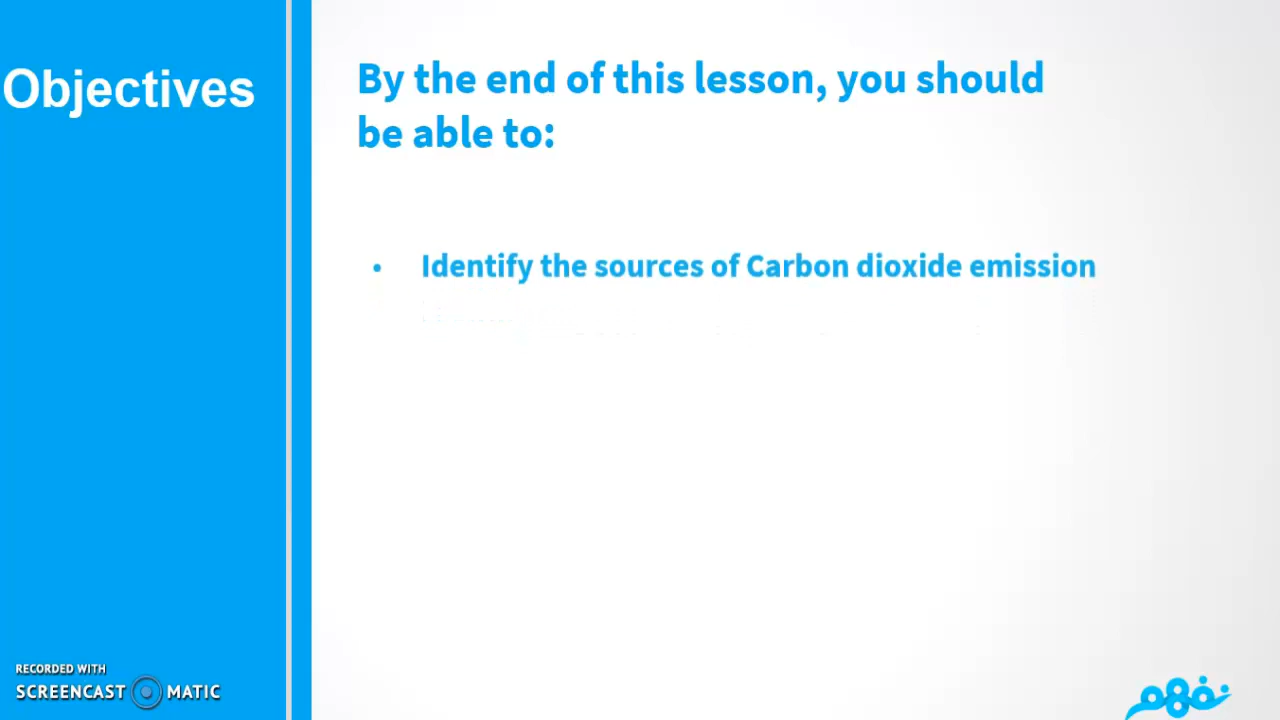 Objectives
By the end of this lesson, you should
be able to:
• Identify the sources of Carbon dioxide emission
RECORDED WITH
SCREENCAST MATIC
نفهم